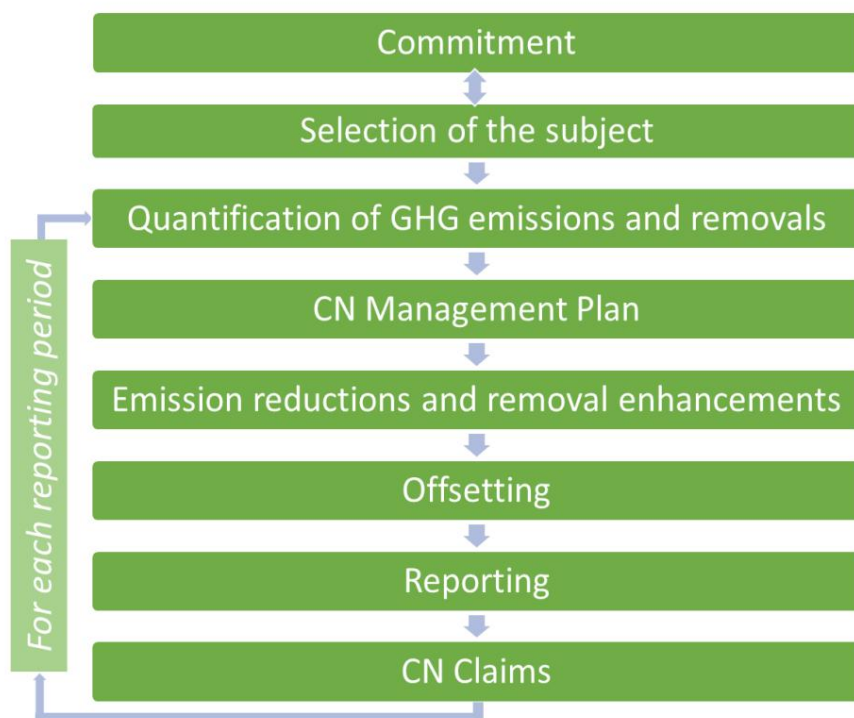 Commitment
Selection of the subject
Quantification of GHG emissions and removals
CN Management Plan
Emission reductions and removal enhancements
Offsetting
Reporting
CN Claims
For each reporting period